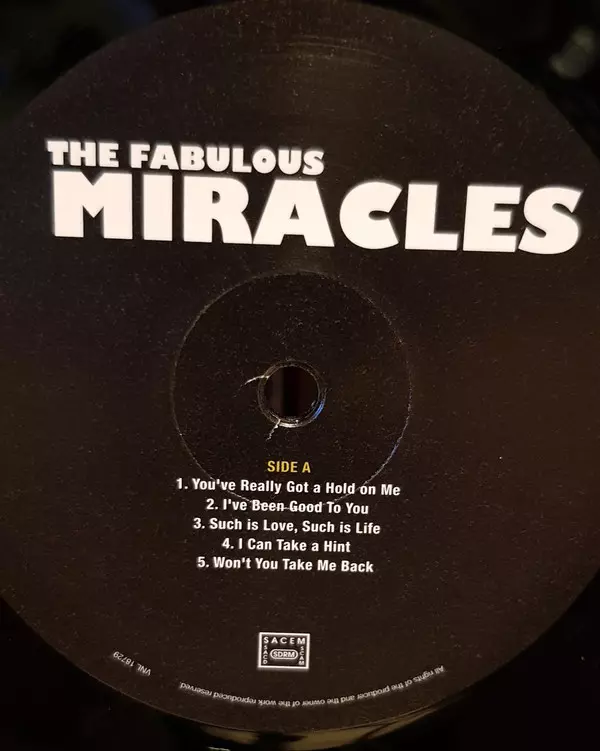 THE FABULOUS
MIRACLES
SIDE A
1. You've Really Got a Hold on Me
2. I've Been Good To You
3. Such is Love, Such is Life
4. I Can Take a Hint
5. Won't You Take Me Back
SACEM
SACD
SDRM
SCAM
VNL 18729
All rights of the producer and the owner of the work reproduced reserved